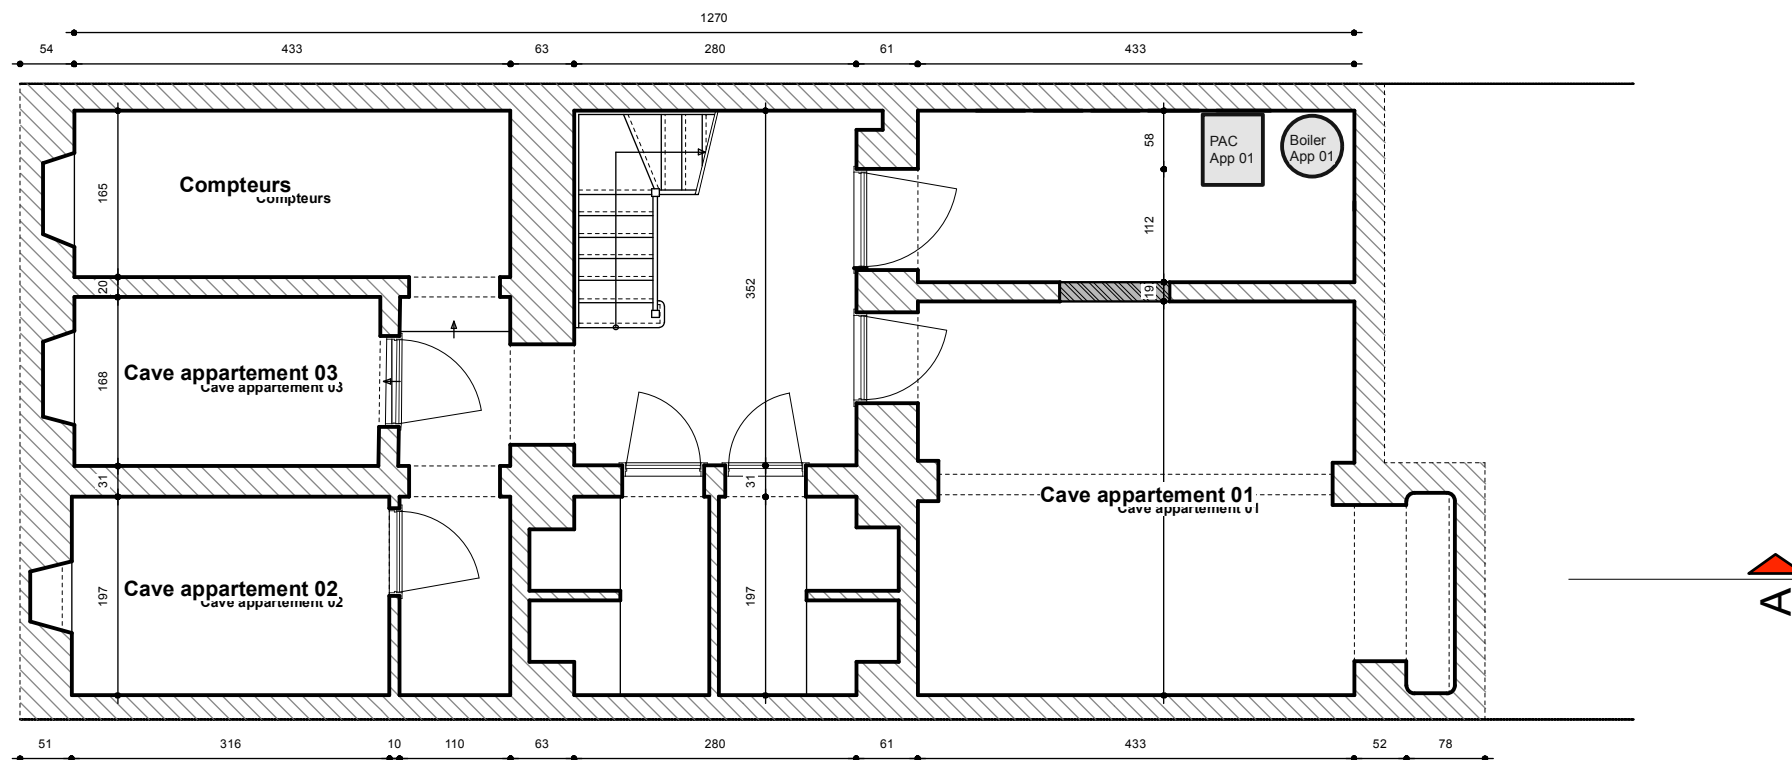 1270
54 433 63 280 61 433
PAC
App 01
Boiler
App 01
58
165
Compteurs
Compteurs
112
20
352
19
168
Cave appartement 03
Cave appartement 03
31
31
Cave appartement 01
Cave appartement 01
197
Cave appartement 02
Cave appartement 02
197
A
51 316 10 110 63 280 61 433 52 78